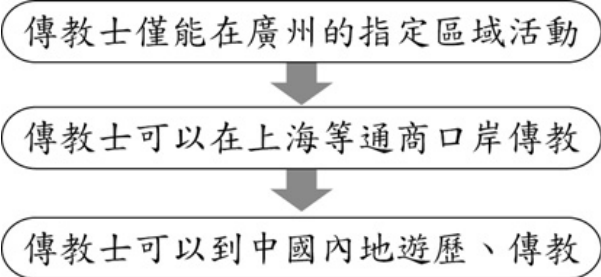 傳教士僅能在廣州的指定區域活動
傳教士可以在上海等通商口岸傳教
傳教士可以到中國內地遊歷、傳教